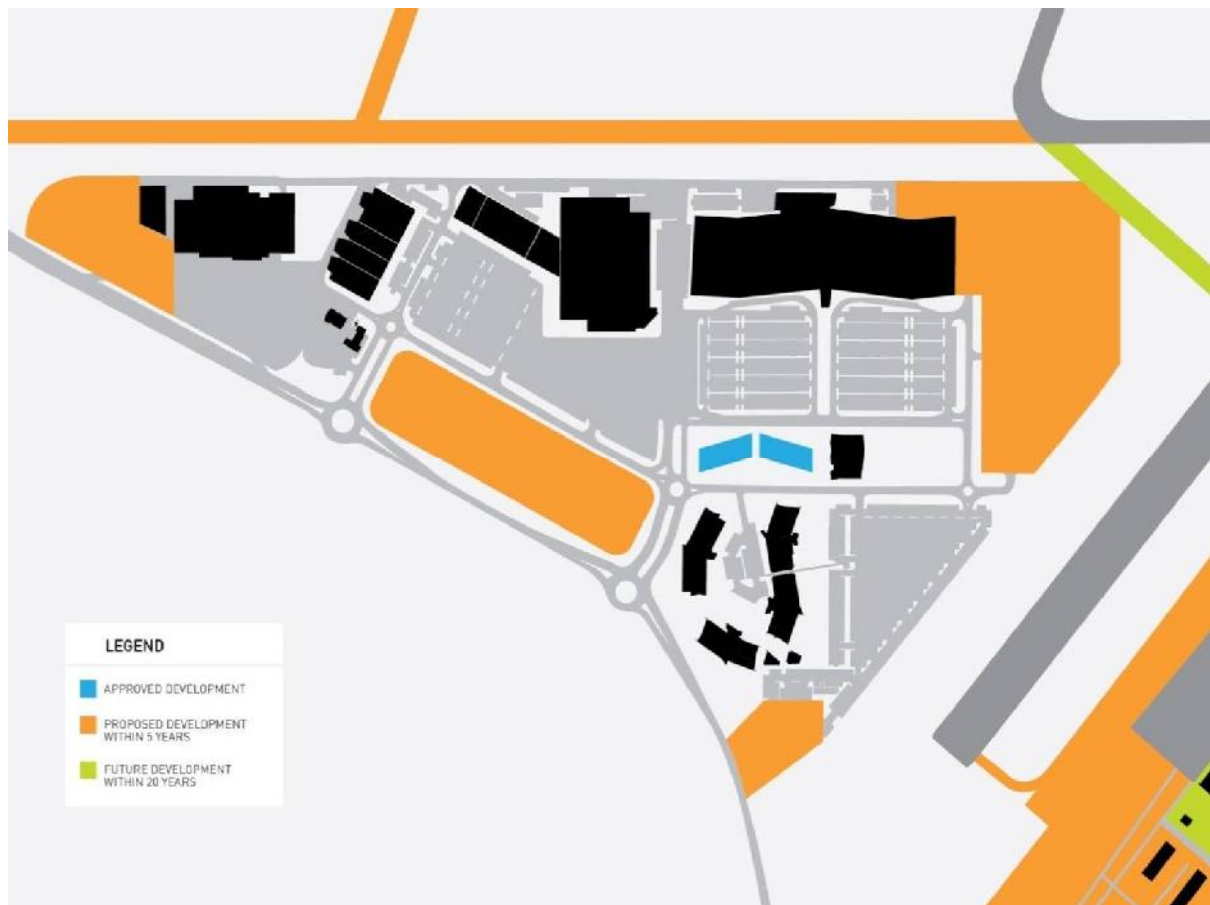 LEGEND
APPROVED DEVELOPMENT
PROPOSED DEVELOPMENT
WITHIN 5 YEARS
FUTURE DEVELOPMENT
WITHIN 20 YEARS